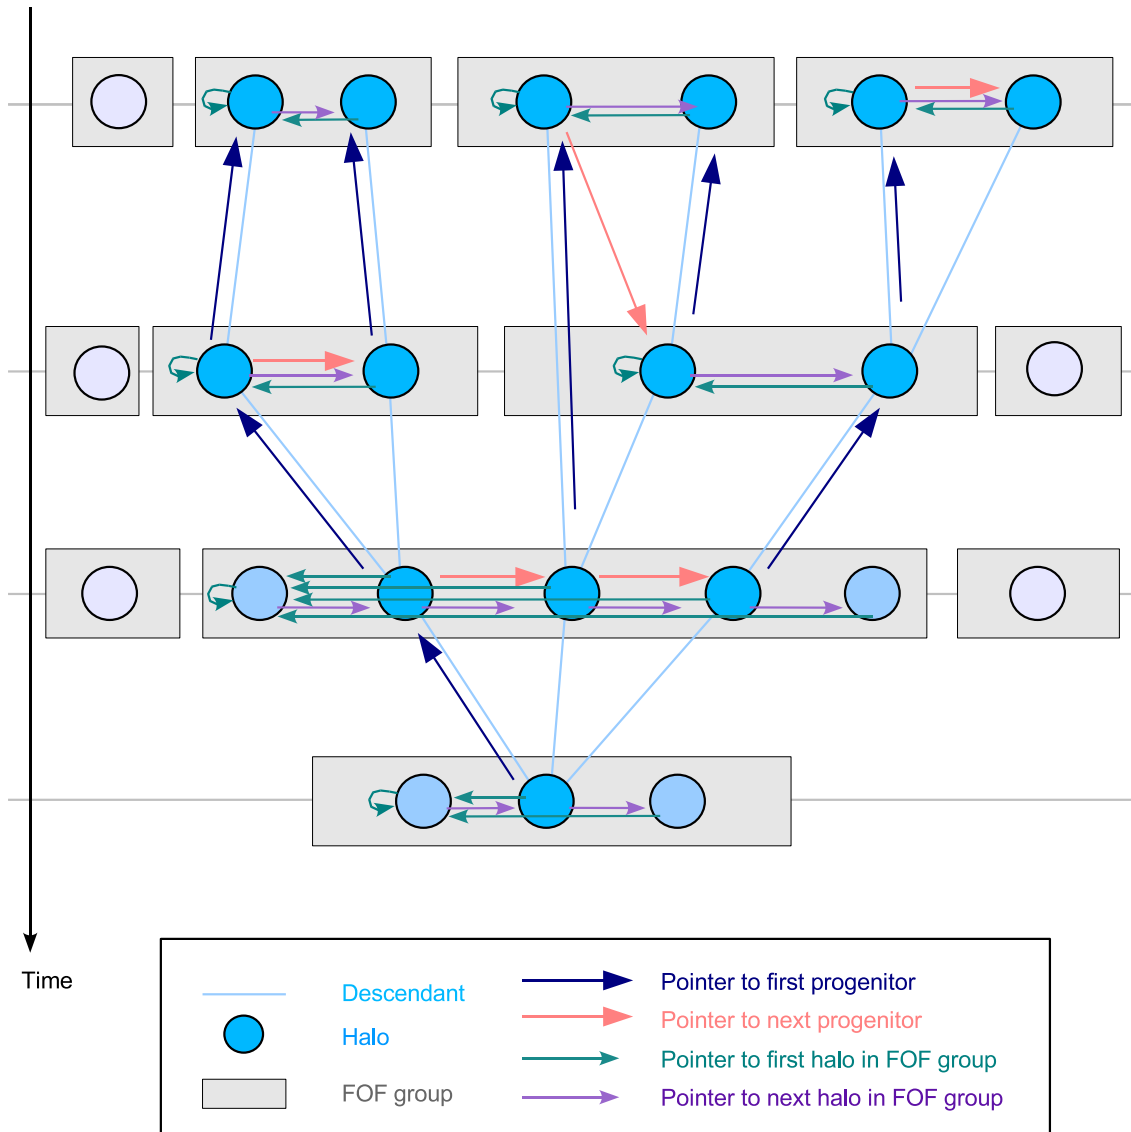 Time
Descendant
Halo
FOF group
Pointer to first progenitor
Pointer to next progenitor
Pointer to first halo in FOF group
Pointer to next halo in FOF group